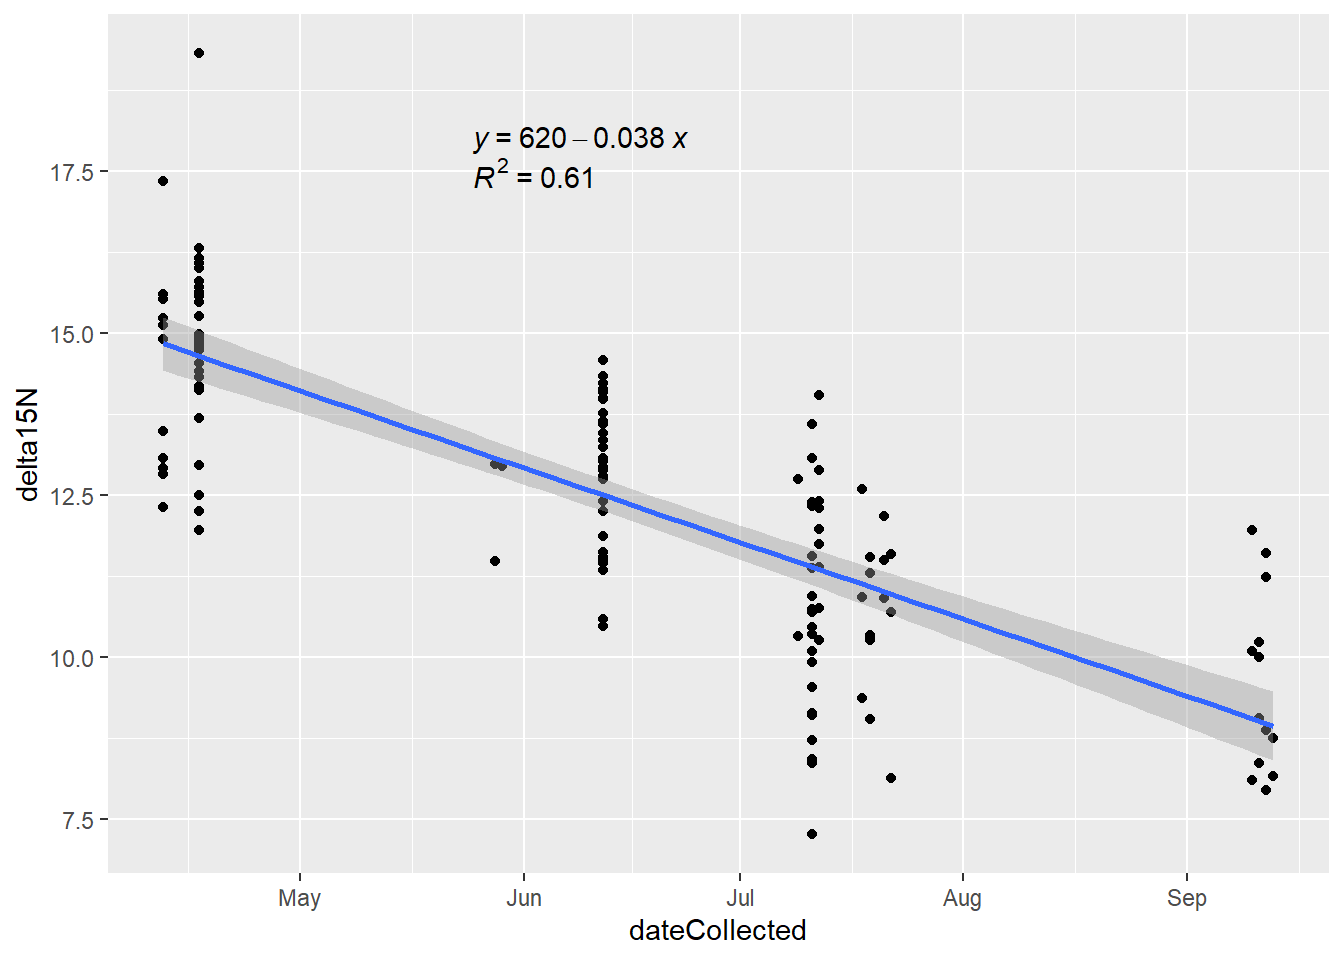 y = 620 − 0.038 x
R² = 0.61
17.5
15.0
12.5
10.0
7.5
delta15N
May Jun Jul Aug Sep
dateCollected